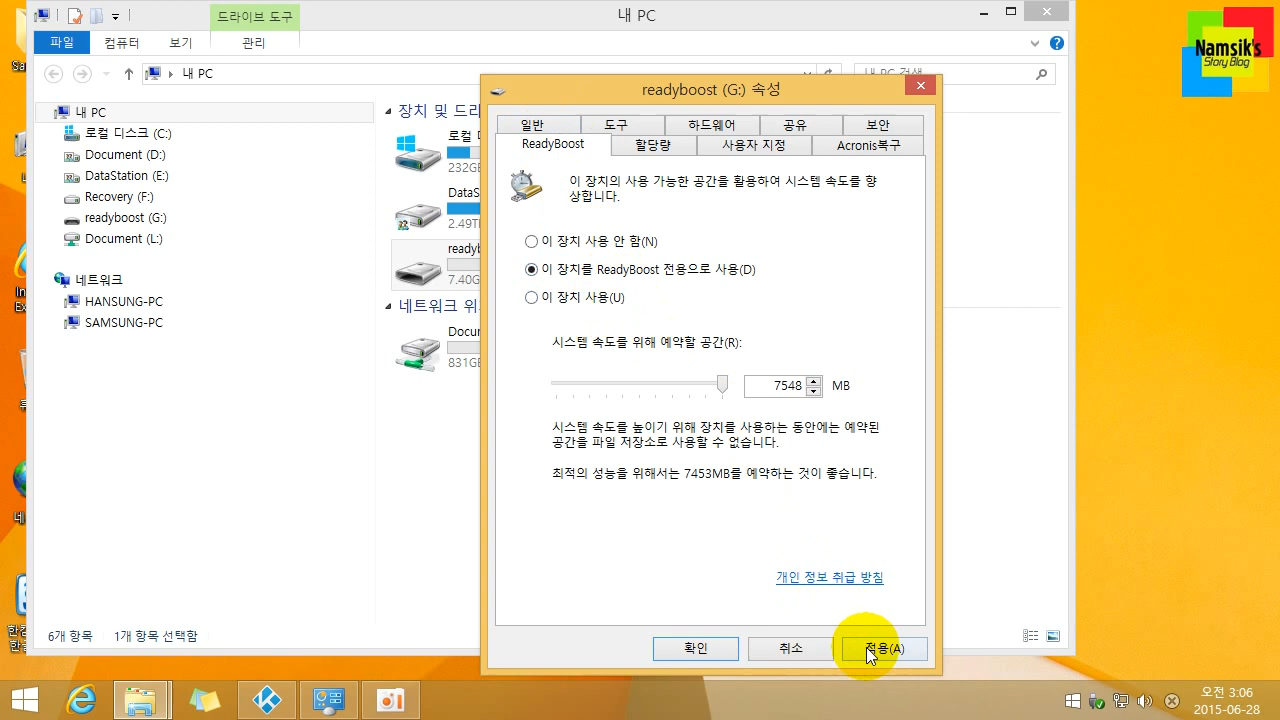 드라이브 도구
내 PC
파일
컴퓨터
보기
관리
내 PC
내 PC 검색
내 PC
로컬 디스크 (C:)
Document (D:)
DataStation (E:)
Recovery (F:)
readyboost (G:)
Document (L:)
네트워크
HANSUNG-PC
SAMSUNG-PC
장치 및 드라
로컬
232GB
DataS
2.49T
readyb
7.40G
네트워크 위
Docum
831GB
6개 항목 1개 항목 선택함
readyboost (G:) 속성
일반 도구 하드웨어 공유 보안
ReadyBoost 할당량 사용자 지정 Acronis복구
이 장치의 사용 가능한 공간을 활용하여 시스템 속도를 향
상합니다.
이 장치 사용 안 함(N)
이 장치를 ReadyBoost 전용으로 사용(D)
이 장치 사용(U)
시스템 속도를 위해 예약할 공간(R):
7548 MB
시스템 속도를 높이기 위해 장치를 사용하는 동안에는 예약된
공간을 파일 저장소로 사용할 수 없습니다.
최적의 성능을 위해서는 7453MB를 예약하는 것이 좋습니다.
개인 정보 취급 방침
확인 취소 적용(A)
Namsik's
Story Blog
오전 3:06
2015-06-28